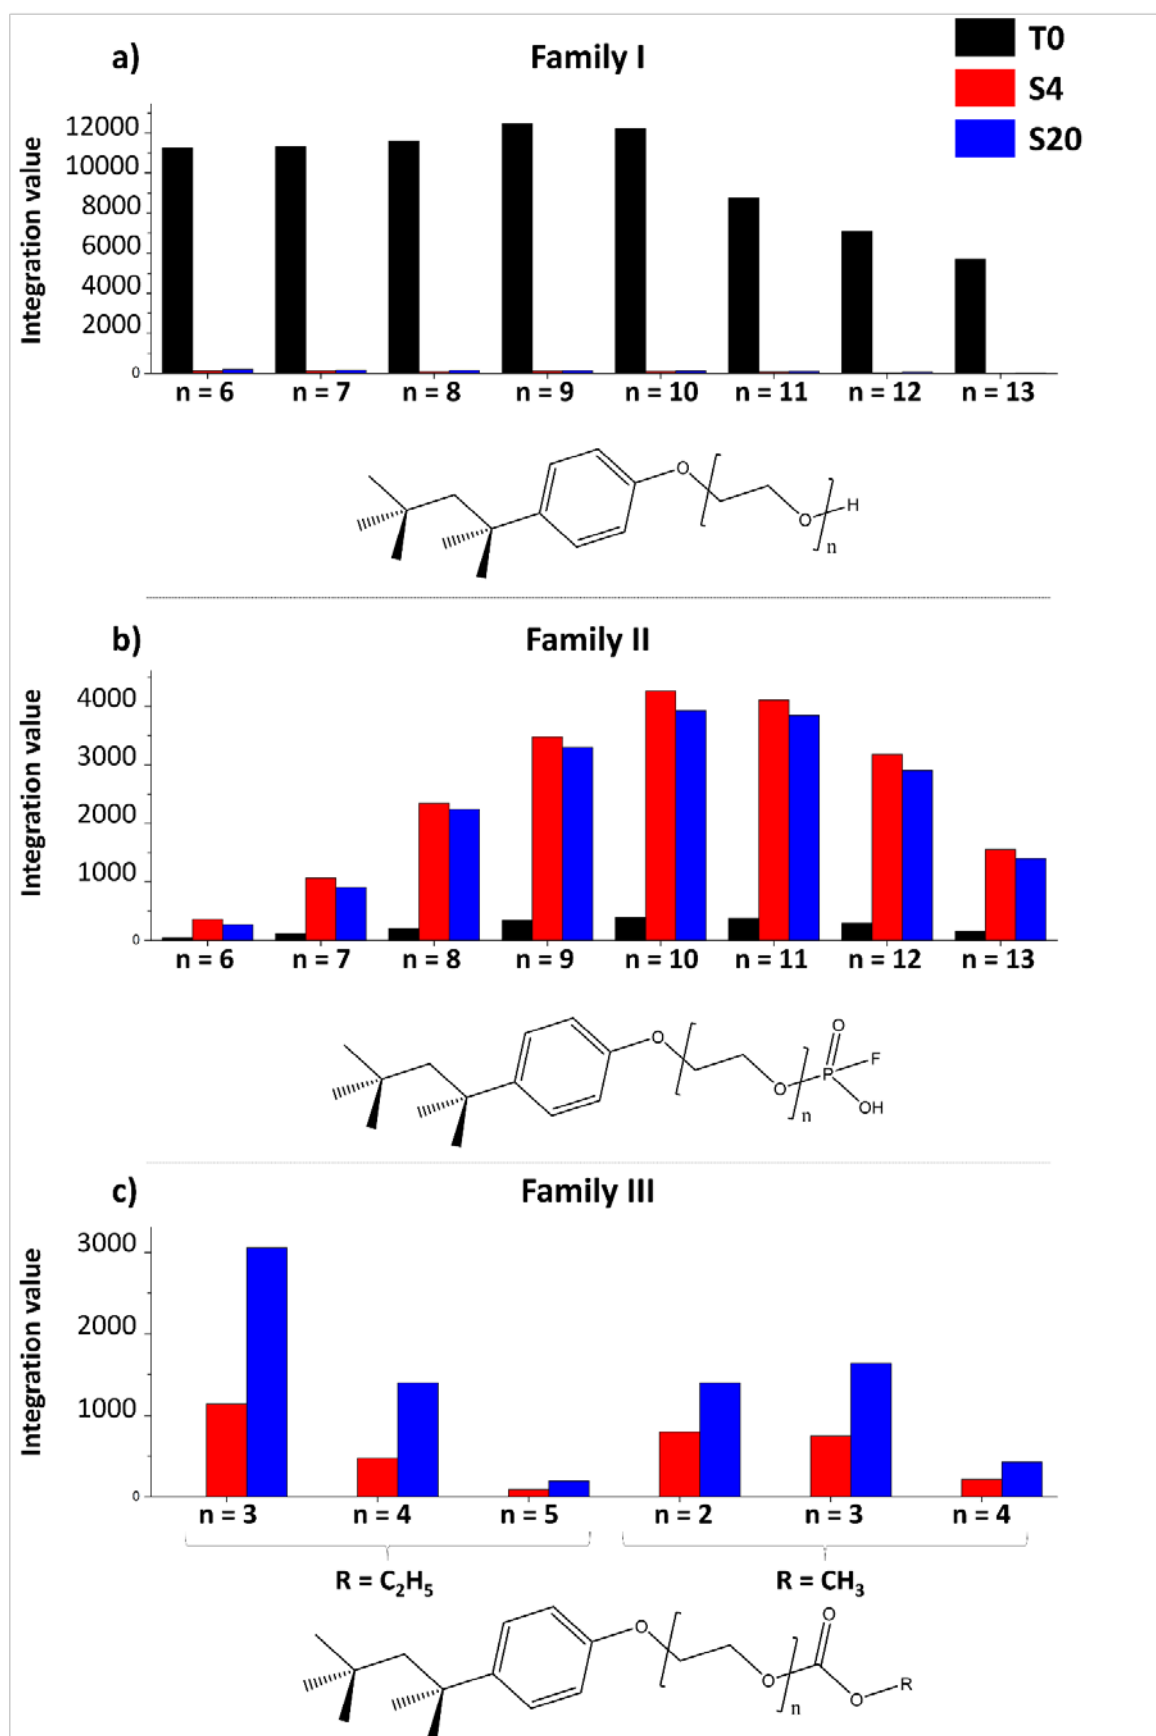 a)
Family I
T0
S4
S20
Integration value
12000
10000
8000
6000
4000
2000
0
n = 6 n = 7 n = 8 n = 9 n = 10 n = 11 n = 12 n = 13
O
O H
n
b)
Family II
Integration value
4000
3000
2000
1000
0
n = 6 n = 7 n = 8 n = 9 n = 10 n = 11 n = 12 n = 13
O
O
O P F
n
OH
c)
Family III
Integration value
3000
2000
1000
0
n = 3 n = 4 n = 5 n = 2 n = 3 n = 4
R = C₂H₅ R = CH₃
O
O
O
n
O R